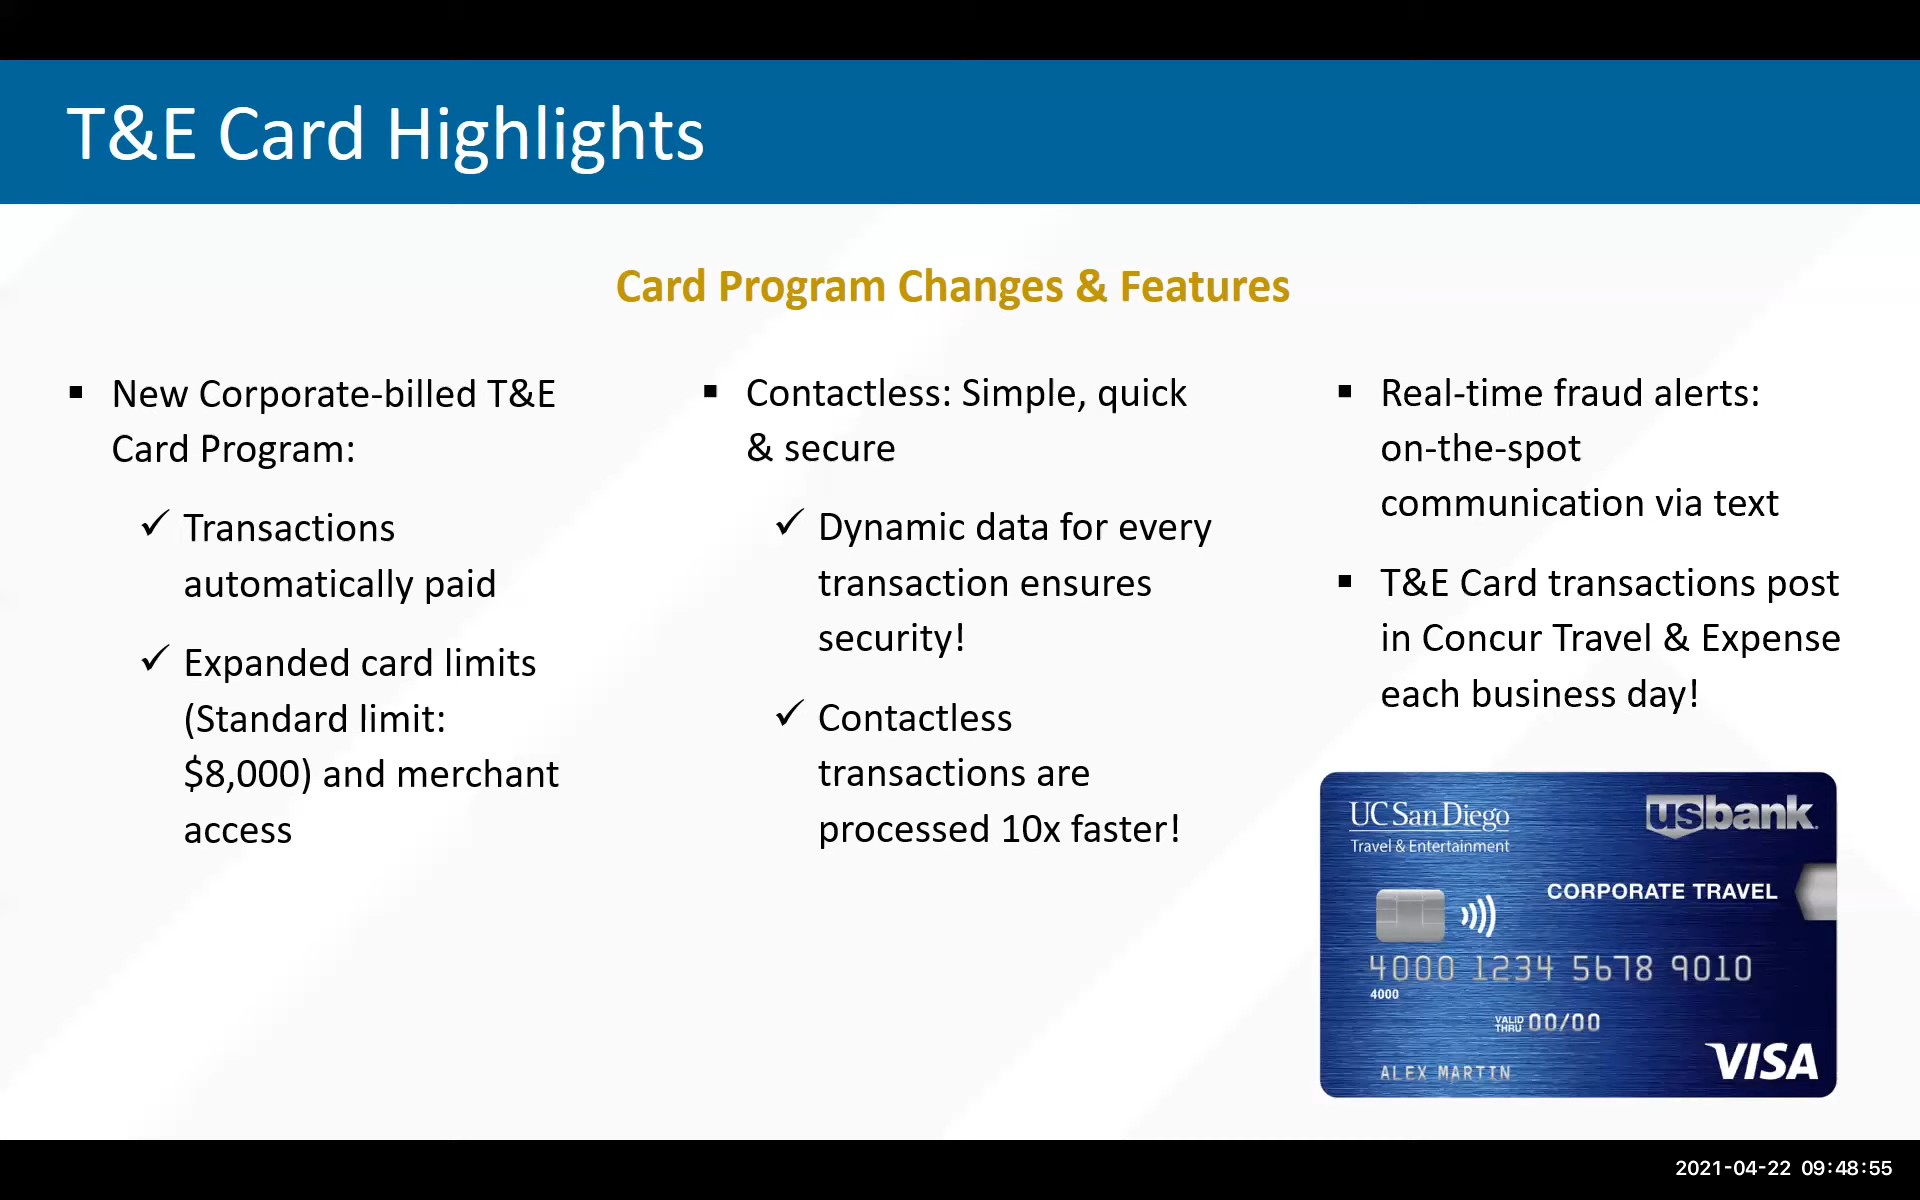 T&E Card Highlights
Card Program Changes & Features
▪ New Corporate-billed T&E
Card Program:
✓ Transactions
automatically paid
✓ Expanded card limits
(Standard limit:
$8,000) and merchant
access
▪ Contactless: Simple, quick
& secure
✓ Dynamic data for every
transaction ensures
security!
✓ Contactless
transactions are
processed 10x faster!
▪ Real-time fraud alerts:
on-the-spot
communication via text
▪ T&E Card transactions post
in Concur Travel & Expense
each business day!
UC San Diego
Travel & Entertainment
usbank.
CORPORATE TRAVEL
4000 1234 5678 9010
4000
VALID
THRU 00/00
ALEX MARTIN
VISA
2021-04-22 09:48:55